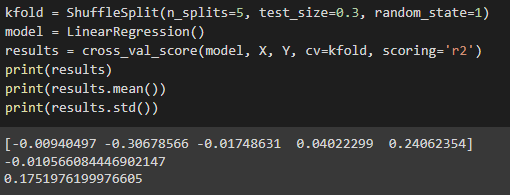 kfold = ShuffleSplit(n_splits=5, test_size=0.3, random_state=1)
model = LinearRegression()
results = cross_val_score(model, X, Y, cv=kfold, scoring='r2')
print(results)
print(results.mean())
print(results.std())
[-0.00940497 -0.30678566 -0.01748631  0.04022299  0.24062354]
-0.010566084446902147
0.1751976199976605